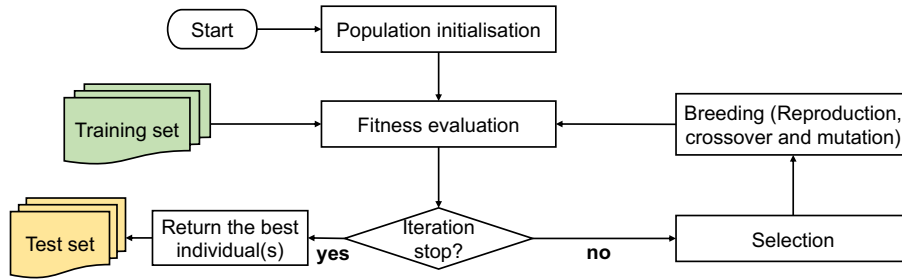 Start
Population initialisation
Training set
Fitness evaluation
Breeding (Reproduction,
crossover and mutation)
Test set
Return the best
individual(s)
yes
Iteration
stop?
no
Selection